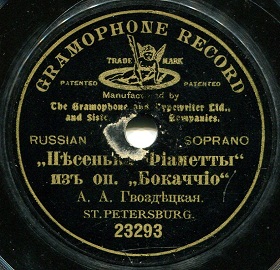 GRAMOPHONE RECORD
TRADE MARK
PATENTED PATENTED
Manufactured by
The Gramophone and Typewriter Ltd.,
and Sister Companies.
RUSSIAN SOPRANO
„Пѣсенька Фіаметты“
изъ оп. „Бокаччіо“
А. А. Гвоздѣцкая.
ST. PETERSBURG.
23293